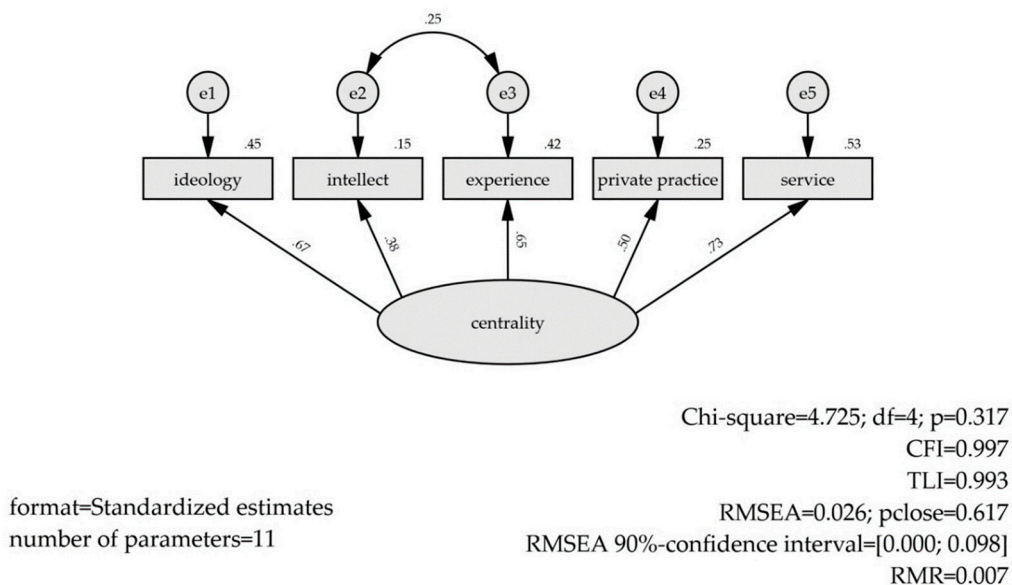 .25
e1 e2 e3 e4 e5
.45 .15 .42 .25 .53
ideology intellect experience private practice service
.67 .38 .65 .50 .73
centrality
Chi-square=4.725; df=4; p=0.317
CFI=0.997
TLI=0.993
format=Standardized estimates
RMSEA=0.026; pclose=0.617
number of parameters=11
RMSEA 90%-confidence interval=[0.000; 0.098]
RMR=0.007